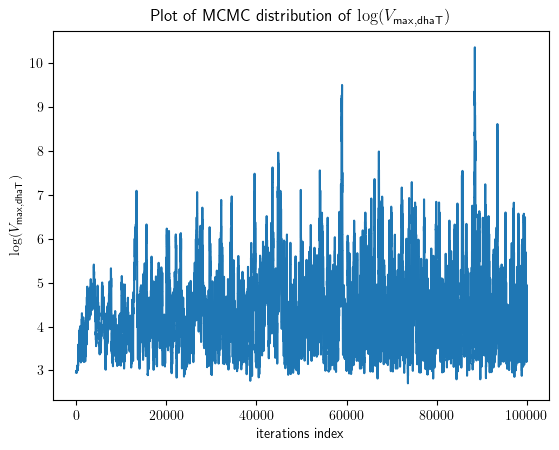 Plot of MCMC distribution of log(V_max,dhaT)
log(V_max,dhaT)
10
9
8
7
6
5
4
3
0 20000 40000 60000 80000 100000
iterations index